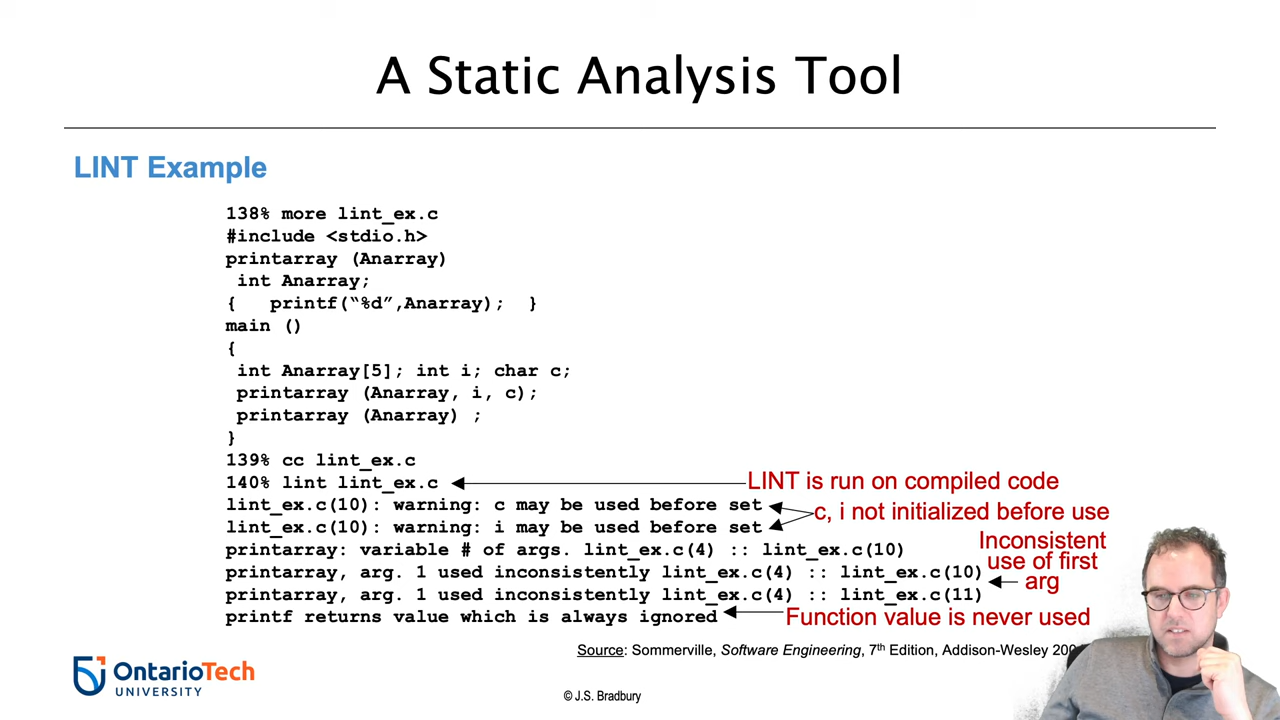 A Static Analysis Tool
LINT Example
138% more lint_ex.c
#include <stdio.h>
printarray (Anarray)
int Anarray;
{ printf(“%d”,Anarray); }
main ()
{
int Anarray[5]; int i; char c;
printarray (Anarray, i, c);
printarray (Anarray) ;
}
139% cc lint_ex.c
140% lint lint_ex.c
LINT is run on compiled code
lint_ex.c(10): warning: c may be used before set
c, i not initialized before use
lint_ex.c(10): warning: i may be used before set
printarray: variable # of args. lint_ex.c(4) :: lint_ex.c(10)
Inconsistent
use of first
arg
printarray, arg. 1 used inconsistently lint_ex.c(4) :: lint_ex.c(10)
printarray, arg. 1 used inconsistently lint_ex.c(4) :: lint_ex.c(11)
printf returns value which is always ignored
Function value is never used
Source: Sommerville, Software Engineering, 7th Edition, Addison-Wesley
OntarioTech
UNIVERSITY
© J.S. Bradbury